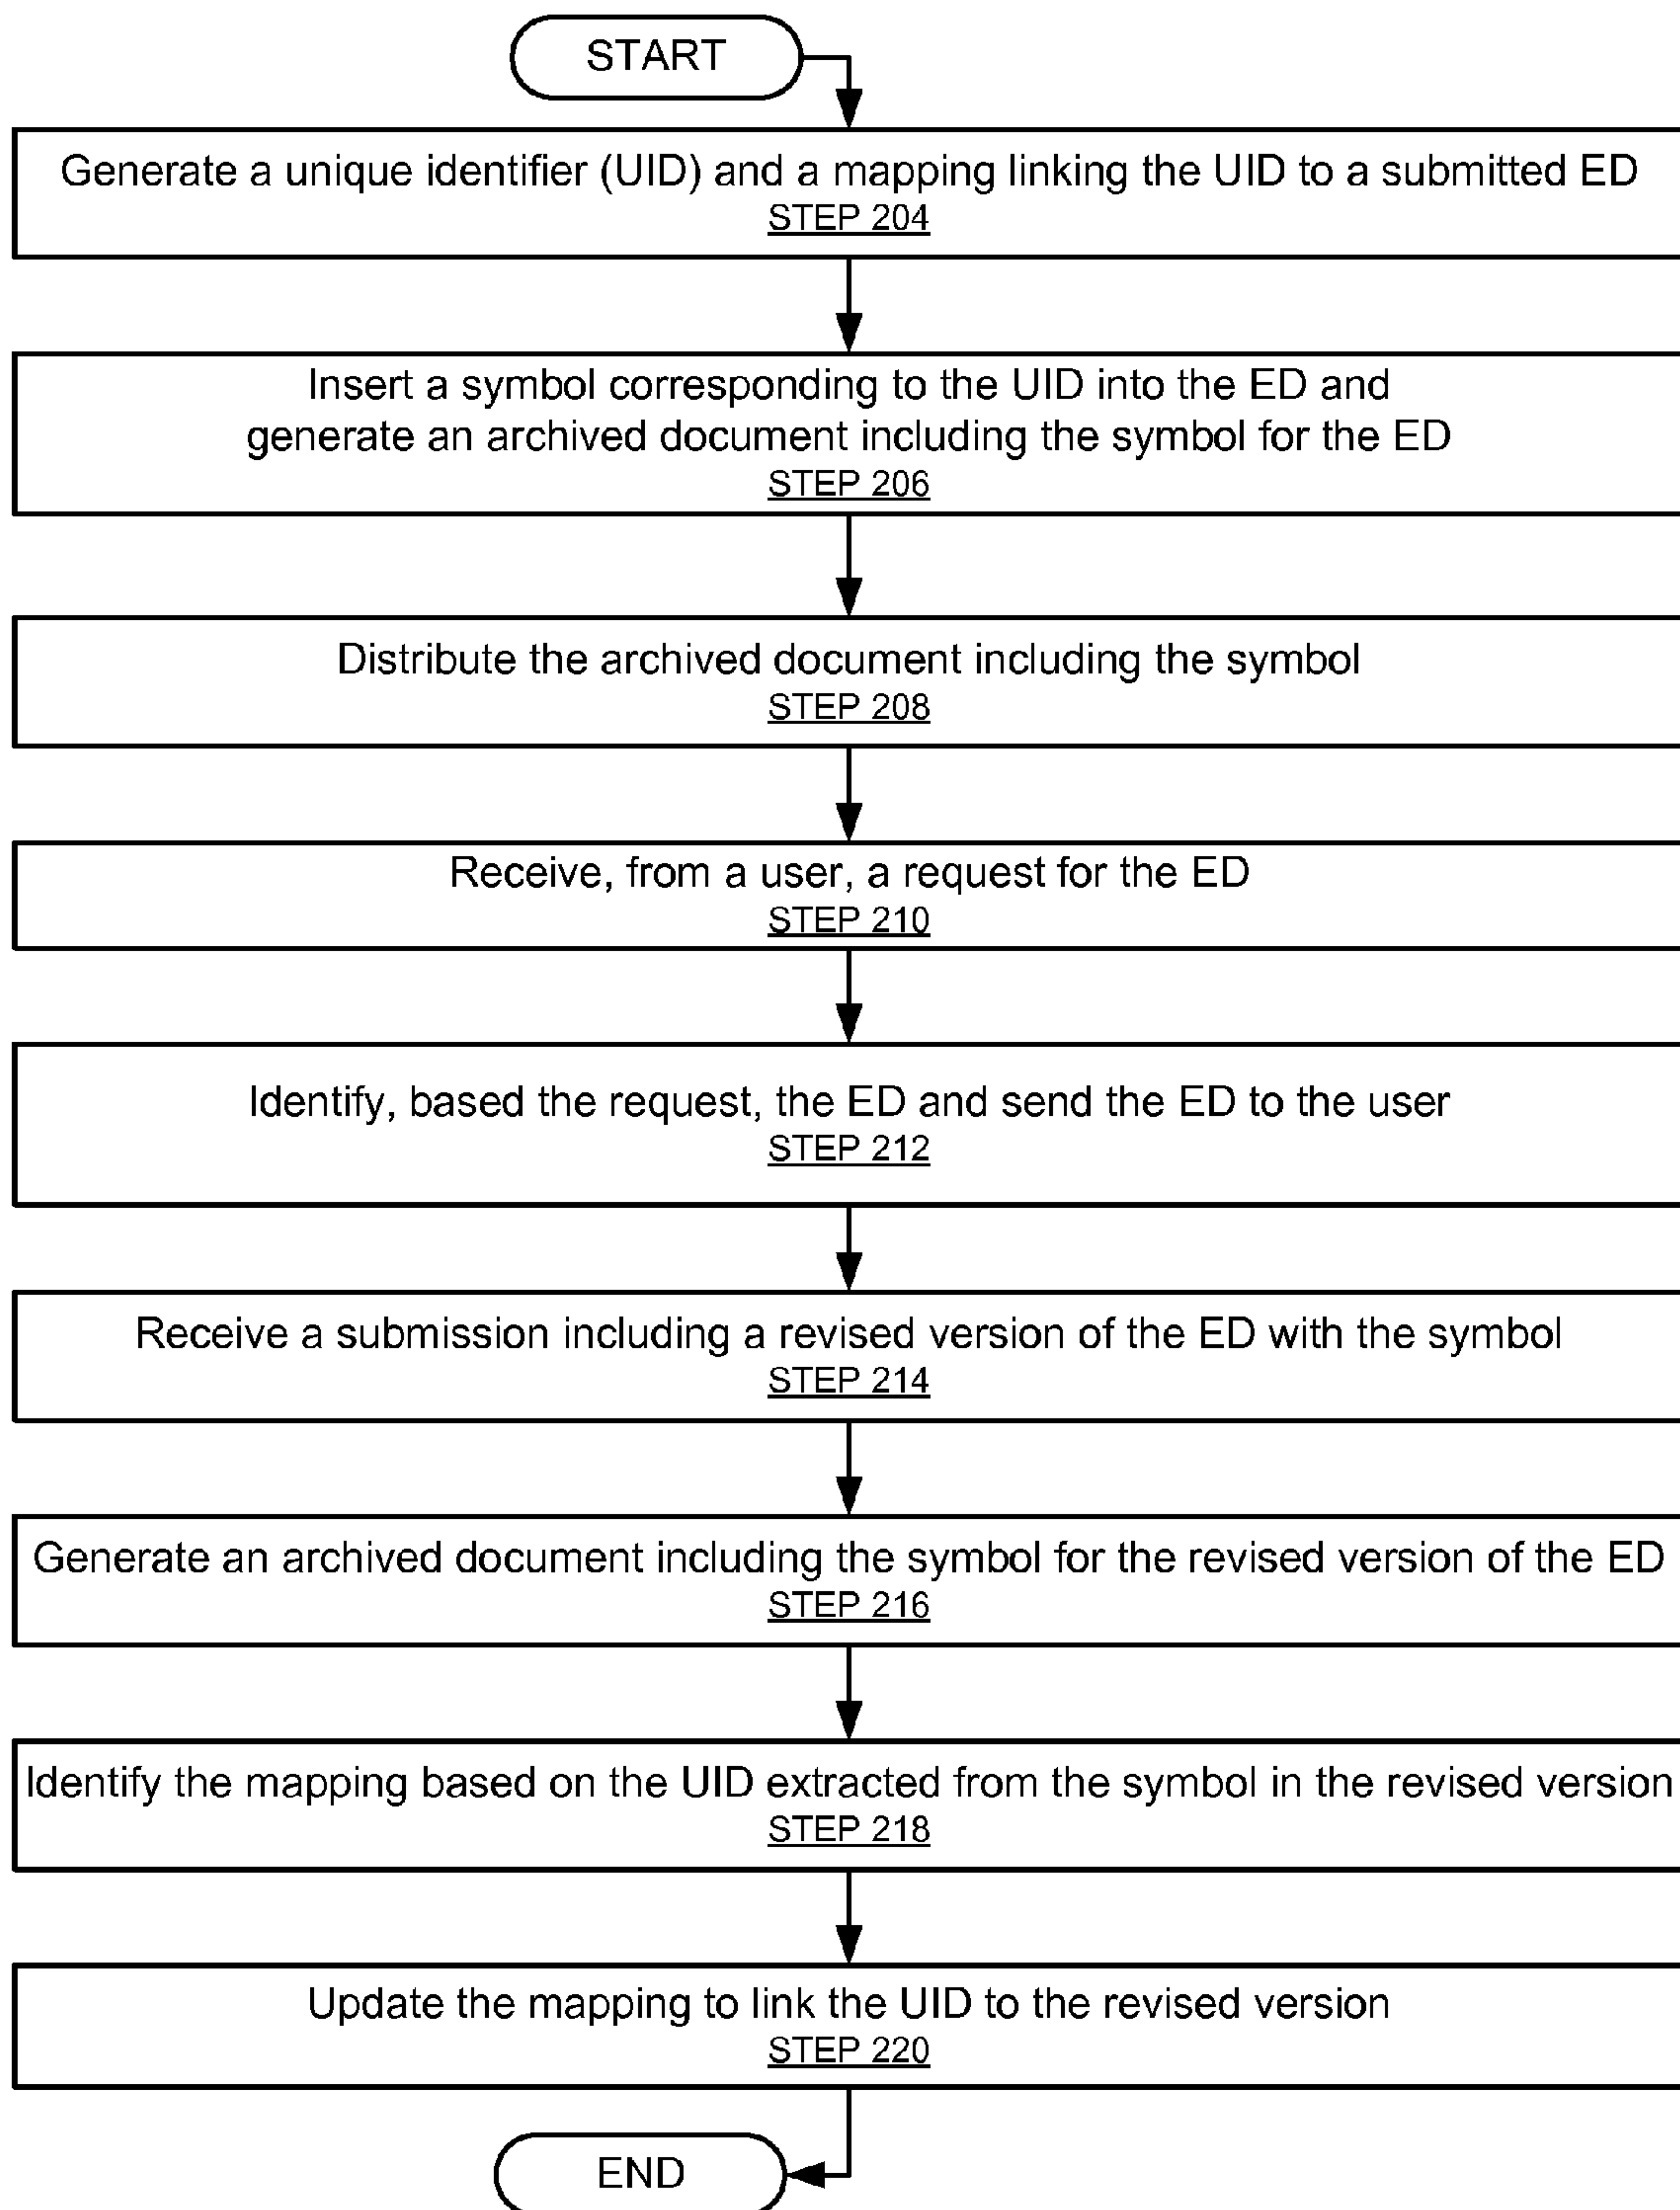 START
Generate a unique identifier (UID) and a mapping linking the UID to a submitted ED
STEP 204
Insert a symbol corresponding to the UID into the ED and
generate an archived document including the symbol for the ED
STEP 206
Distribute the archived document including the symbol
STEP 208
Receive, from a user, a request for the ED
STEP 210
Identify, based the request, the ED and send the ED to the user
STEP 212
Receive a submission including a revised version of the ED with the symbol
STEP 214
Generate an archived document including the symbol for the revised version of the ED
STEP 216
Identify the mapping based on the UID extracted from the symbol in the revised version
STEP 218
Update the mapping to link the UID to the revised version
STEP 220
END